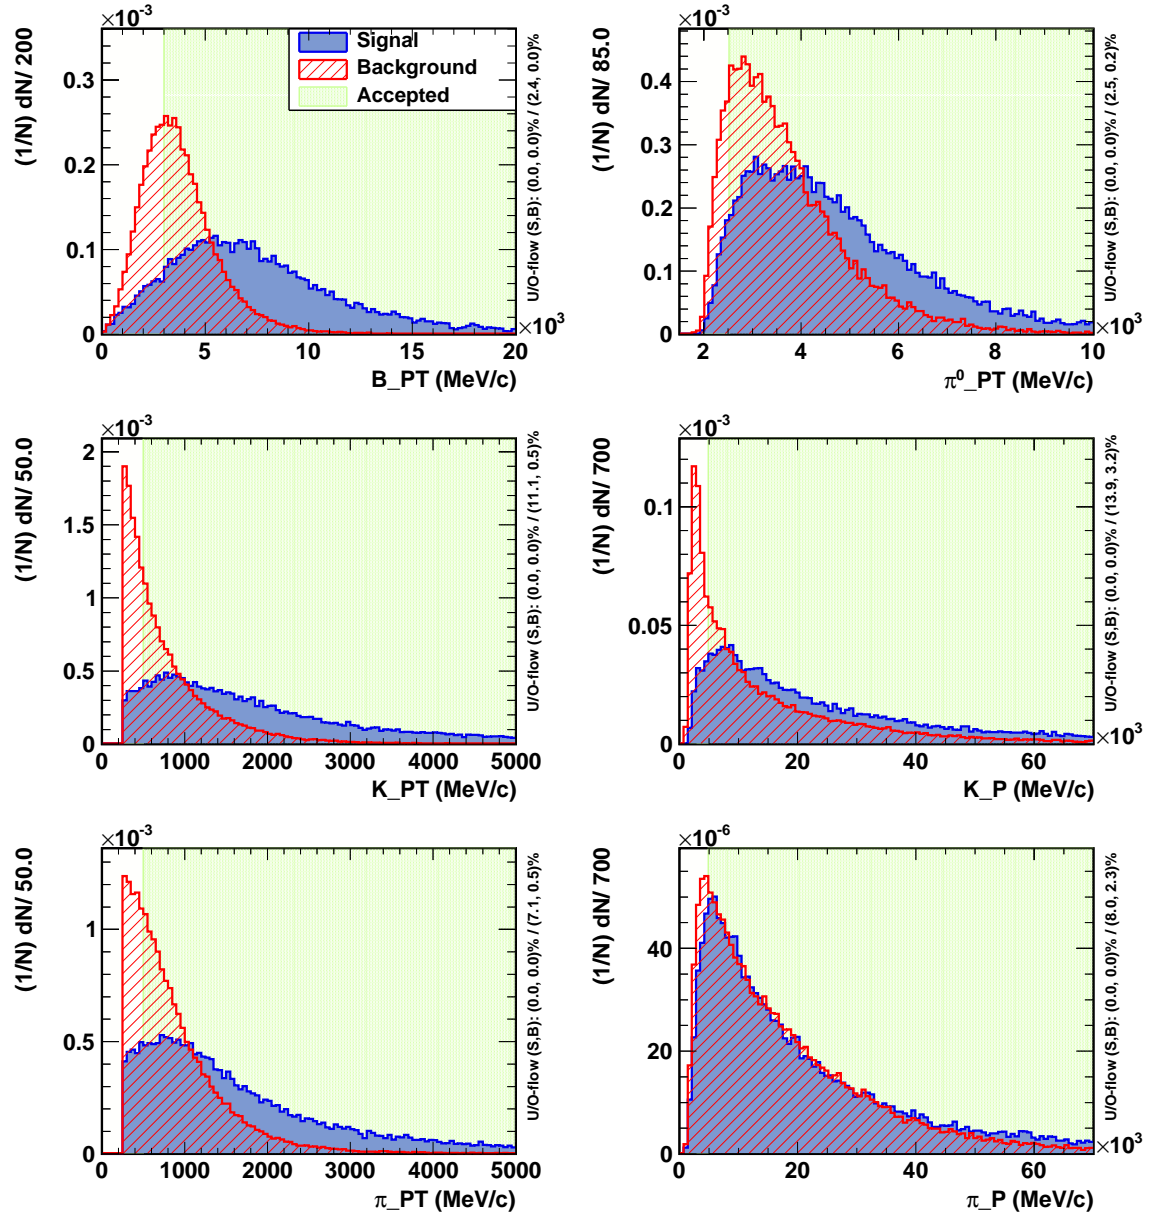 ×10⁻³
(1/N) dN/ 200
0.3
0.2
0.1
0
0 5 10 15 20
×10³
B_PT (MeV/c)
U/O-flow (S,B): (0.0, 0.0)% / (2.4, 0.0)%
Signal
Background
Accepted
×10⁻³
(1/N) dN/ 85.0
0.4
0.3
0.2
0.1
0
2 4 6 8 10
×10³
π⁰_PT (MeV/c)
U/O-flow (S,B): (0.0, 0.0)% / (2.5, 0.2)%
×10⁻³
(1/N) dN/ 50.0
2
1.5
1
0.5
0
0 1000 2000 3000 4000 5000
K_PT (MeV/c)
U/O-flow (S,B): (0.0, 0.0)% / (11.1, 0.5)%
×10⁻³
(1/N) dN/ 700
0.1
0.05
0
0 20 40 60
×10³
K_P (MeV/c)
U/O-flow (S,B): (0.0, 0.0)% / (13.9, 3.2)%
×10⁻³
(1/N) dN/ 50.0
1
0.5
0
0 1000 2000 3000 4000 5000
π_PT (MeV/c)
U/O-flow (S,B): (0.0, 0.0)% / (7.1, 0.5)%
×10⁻⁶
(1/N) dN/ 700
40
20
0
0 20 40 60
×10³
π_P (MeV/c)
U/O-flow (S,B): (0.0, 0.0)% / (8.0, 2.3)%